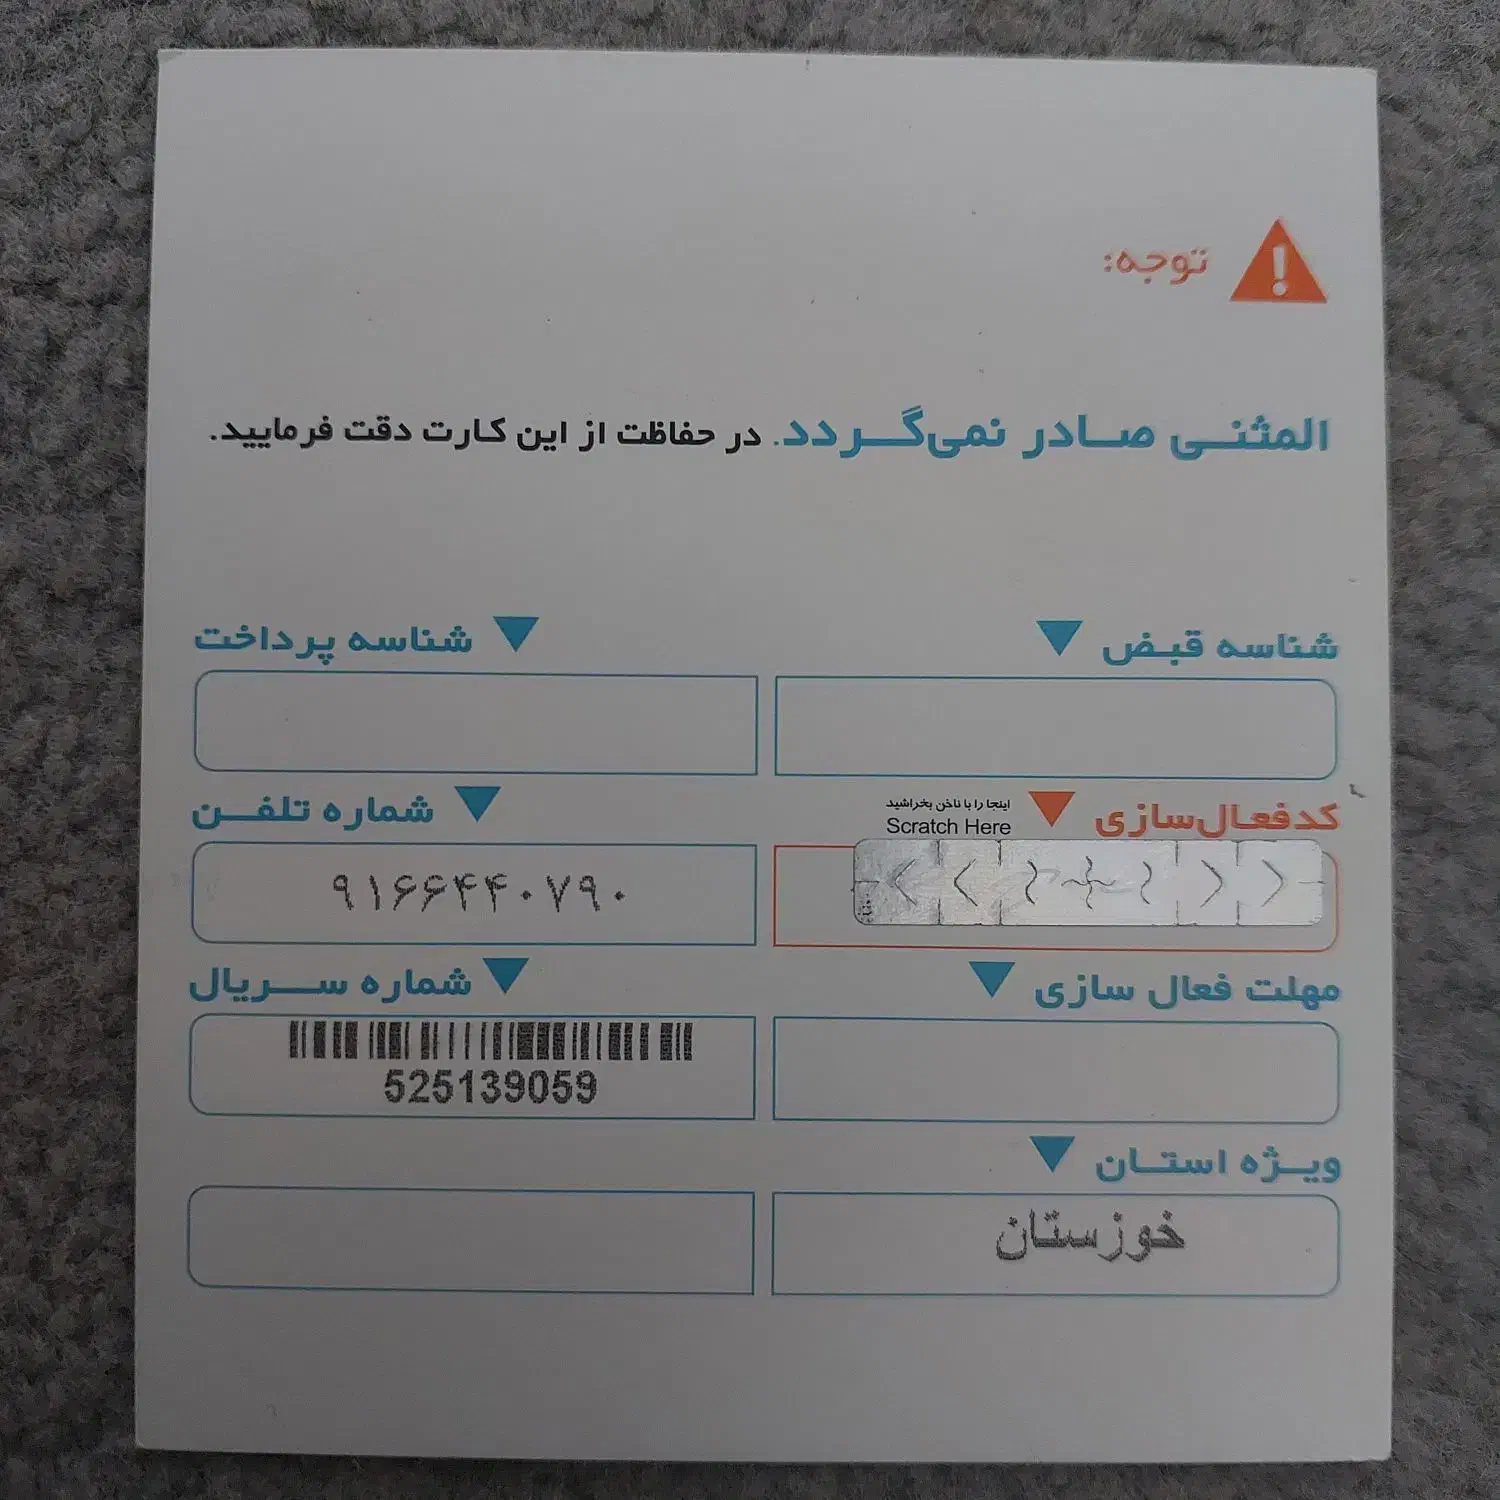 توجه:
المثنی صادر نمی‌گردد. در حفاظت از این کارت دقت فرمایید.
شناسه قبض
شناسه پرداخت
کدفعال‌سازی
اینجا را با ناخن بخراشید
Scratch Here
شماره تلفن
۹۱۶۶۴۴۰۷۹۰
مهلت فعال سازی
شماره سریال
525139059
ویژه استان
خوزستان